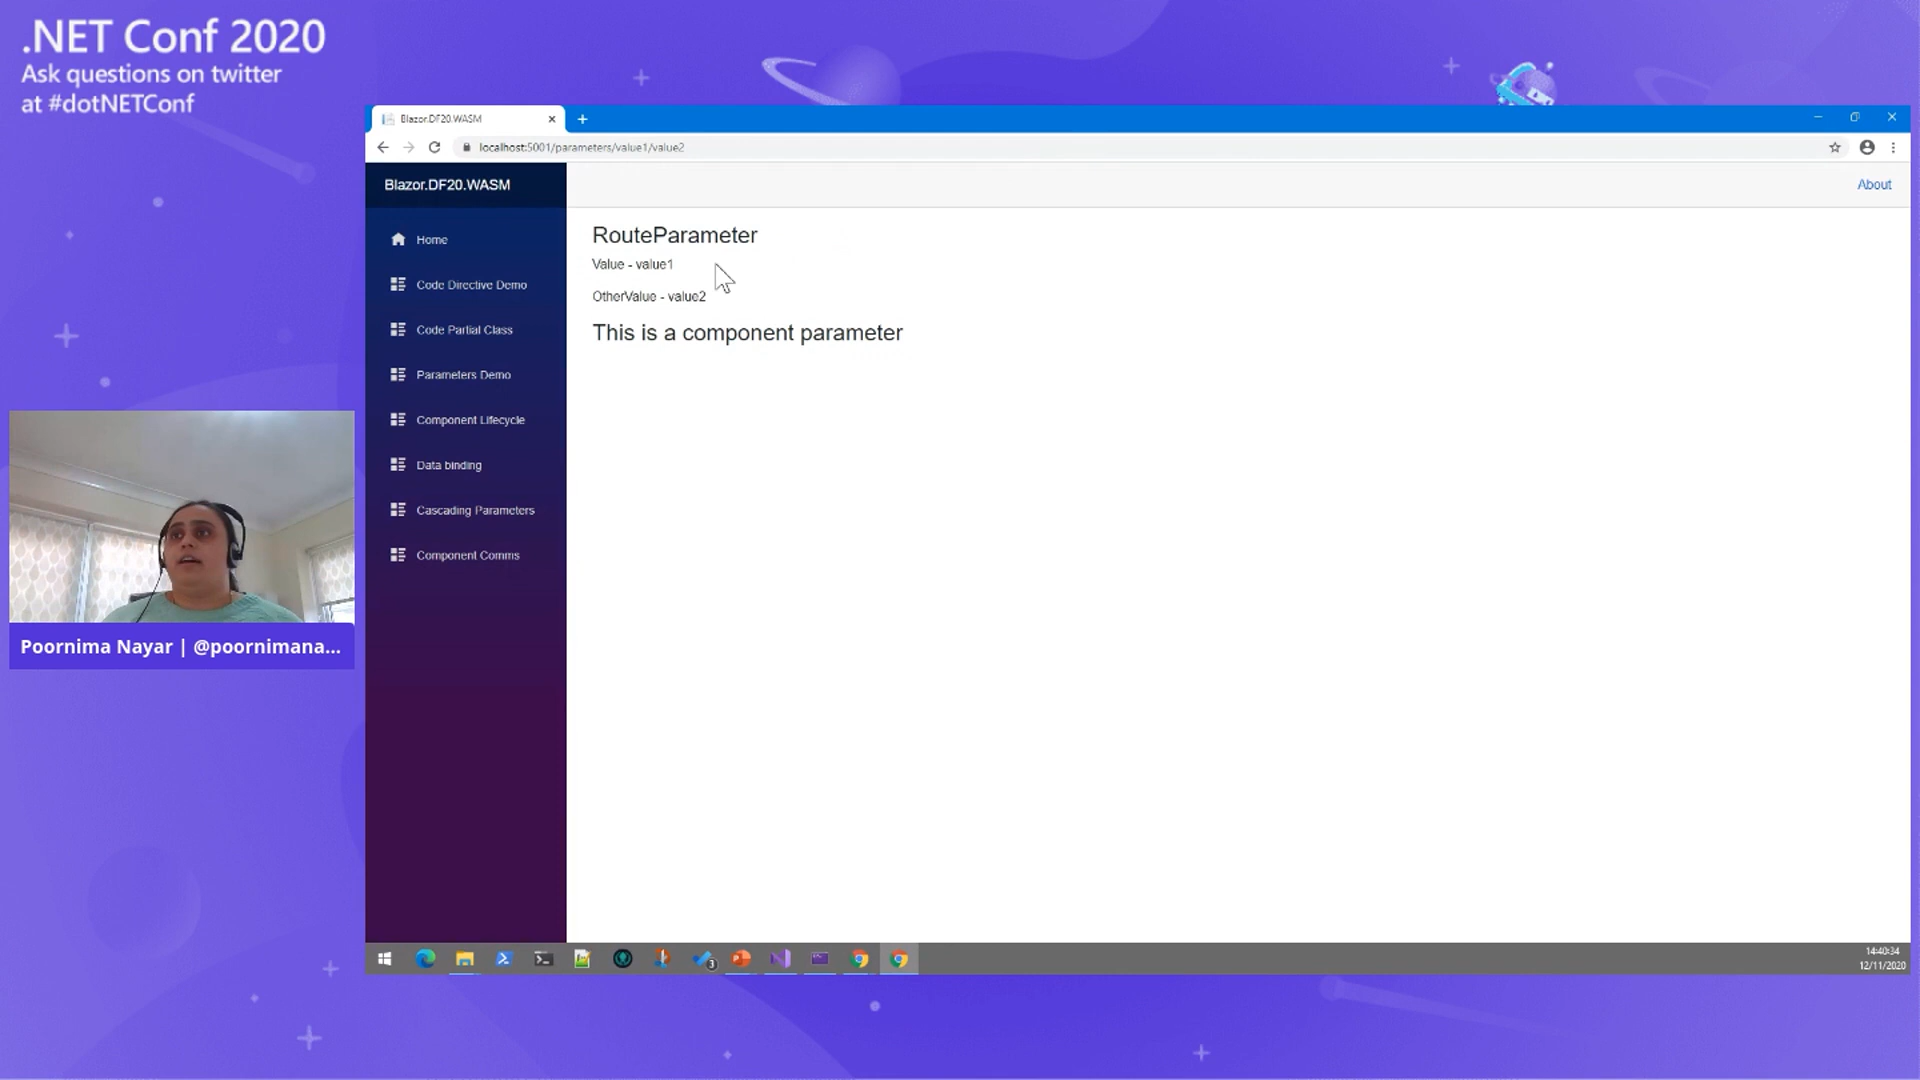 .NET Conf 2020
Ask questions on twitter
at #dotNETConf
Blazor.DF20.WASM
localhost:5001/parameters/value1/value2
Blazor.DF20.WASM
About
Home
Code Directive Demo
Code Partial Class
Parameters Demo
Component Lifecycle
Data binding
Cascading Parameters
Component Comms
RouteParameter
Value - value1
OtherValue - value2
This is a component parameter
Poornima Nayar | @poornimana...
3
14:40:34
12/11/2020